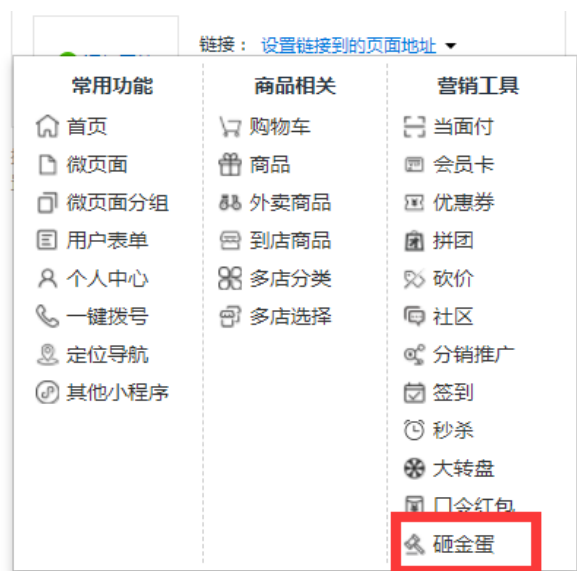 链接： 设置链接到的页面地址
常用功能
首页
微页面
微页面分组
用户表单
个人中心
一键拨号
定位导航
其他小程序
商品相关
购物车
商品
外卖商品
到店商品
多店分类
多店选择
营销工具
当面付
会员卡
优惠券
拼团
砍价
社区
分销推广
签到
秒杀
大转盘
口令红包
砸金蛋